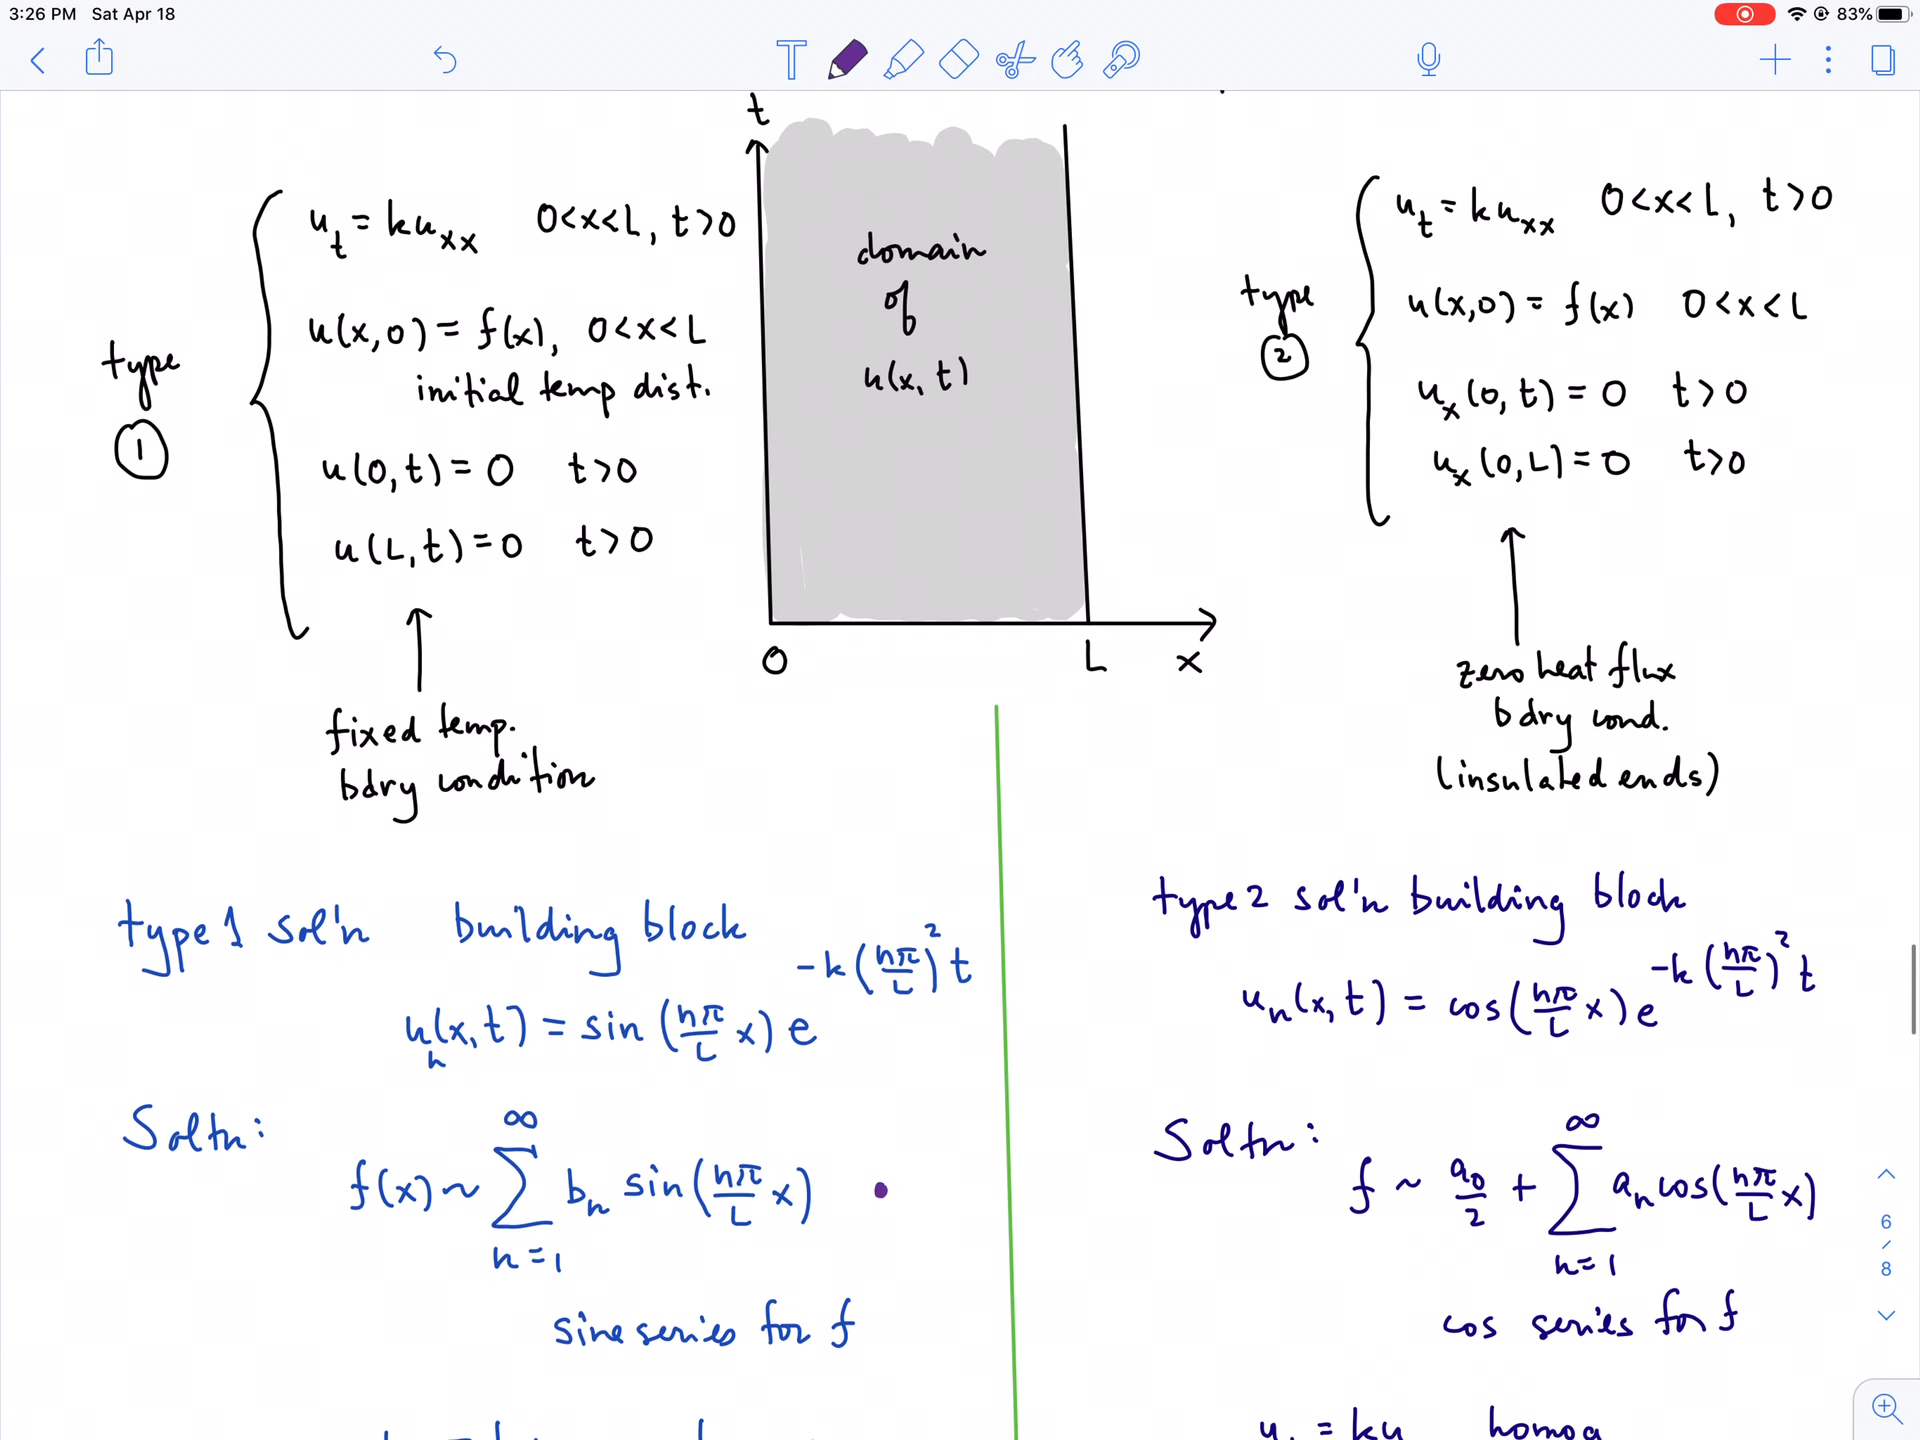 3:26 PM Sat Apr 18
83%
T
type
①
u_t = ku_xx 0<x<L, t>0
u(x,0) = f(x), 0<x<L
initial temp dist.
u(0,t) = 0 t>0
u(L,t) = 0 t>0
fixed temp.
bdry condition
t
domain
of
u(x,t)
0 L x
type
②
u_t = ku_xx 0<x<L, t>0
u(x,0) = f(x) 0<x<L
u_x(0,t) = 0 t>0
u_x(0,L) = 0 t>0
zero heat flux
bdry cond.
(insulated ends)
type 1 sol'n building block
u_n(x,t) = sin(nπ/L x) e^{-k(nπ/L)^2 t}
Soltn:
f(x) ~ ∑_{n=1}^{∞} b_n sin(nπ/L x)
sine series for f
type 2 sol'n building block
u_n(x,t) = cos(nπ/L x) e^{-k(nπ/L)^2 t}
Soltn:
f ~ a_0/2 + ∑_{n=1}^{∞} a_n cos(nπ/L x)
cos series for f
6/8